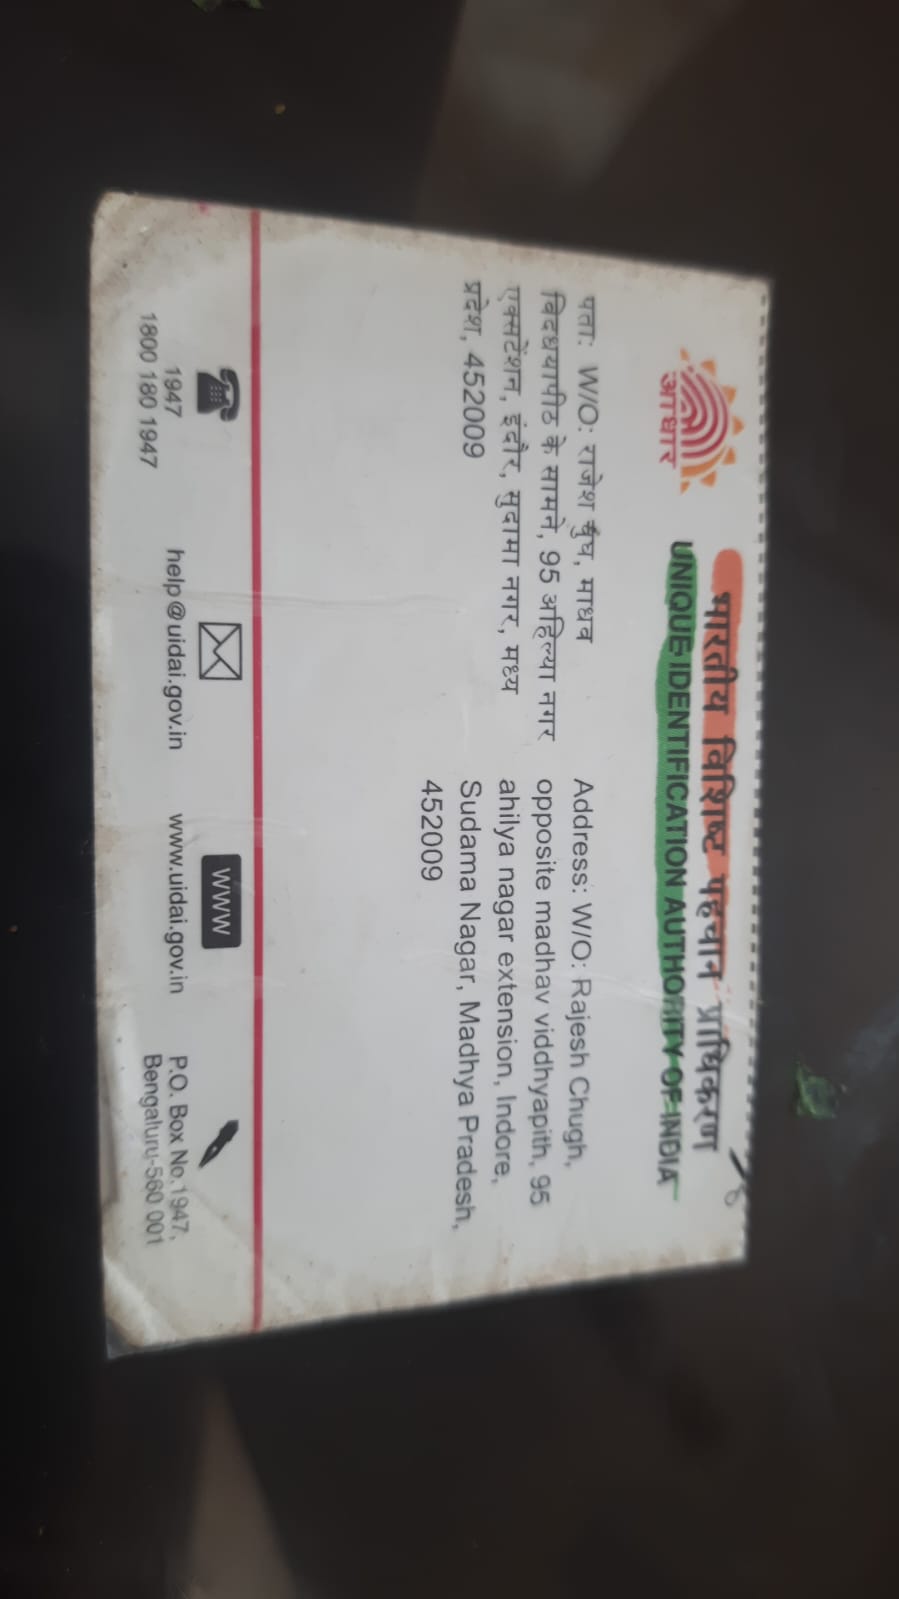 भारतीय विशिष्ट पहचान प्राधिकरण
UNIQUE IDENTIFICATION AUTHORITY OF INDIA
आधार
पता: W/O: राजेश चुघ, माधव
विदधयापीठ के सामने, 95 अहिल्या नगर
एक्सटेंशन, इंदौर, सुदामा नगर, मध्य
प्रदेश, 452009
Address: W/O: Rajesh Chugh,
opposite madhav viddhyapith, 95
ahilya nagar extension, Indore,
Sudama Nagar, Madhya Pradesh,
452009
1947
1800 180 1947
help@uidai.gov.in
www
www.uidai.gov.in
P.O. Box No.1947,
Bengaluru-560 001